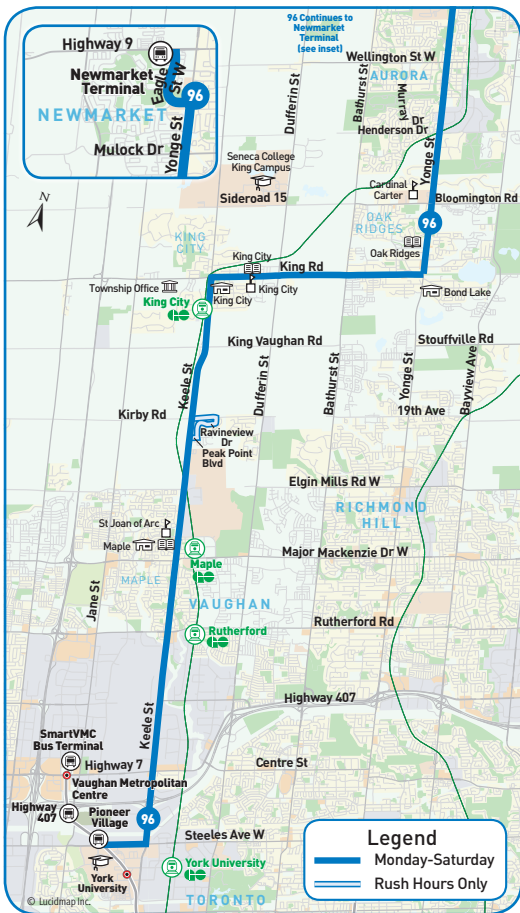 96 Continues to
Newmarket
Terminal
(see inset)
Highway 9
Newmarket
Terminal
Eagle
St W
96
NEWMARKET
Mulock Dr
Yonge St
Wellington St W
AURORA
Dufferin St
Bathurst St
Murray
Dr
Henderson Dr
Yonge St
Seneca College
King Campus
Sideroad 15
Cardinal
Carter
Bloomington Rd
N
OAK
RIDGES
96
KING
CITY
Oak Ridges
King City
King Rd
Township Office
King City
King City
King City
Bond Lake
King Vaughan Rd
Stouffville Rd
Keele St
Dufferin St
Bathurst St
Yonge St
Bayview Ave
Kirby Rd
19th Ave
Ravineview
Dr
Peak Point
Blvd
Elgin Mills Rd W
RICHMOND
HILL
St Joan of Arc
Maple
Major Mackenzie Dr W
Maple
MAPLE
Jane St
VAUGHAN
Rutherford
Rutherford Rd
Highway 407
Keele St
SmartVMC
Bus Terminal
Highway 7
Centre St
Vaughan Metropolitan
Centre
Highway
407
Pioneer
Village
96
Steeles Ave W
York
University
York University
TORONTO
Legend
Monday-Saturday
Rush Hours Only
© Lucidmap Inc.